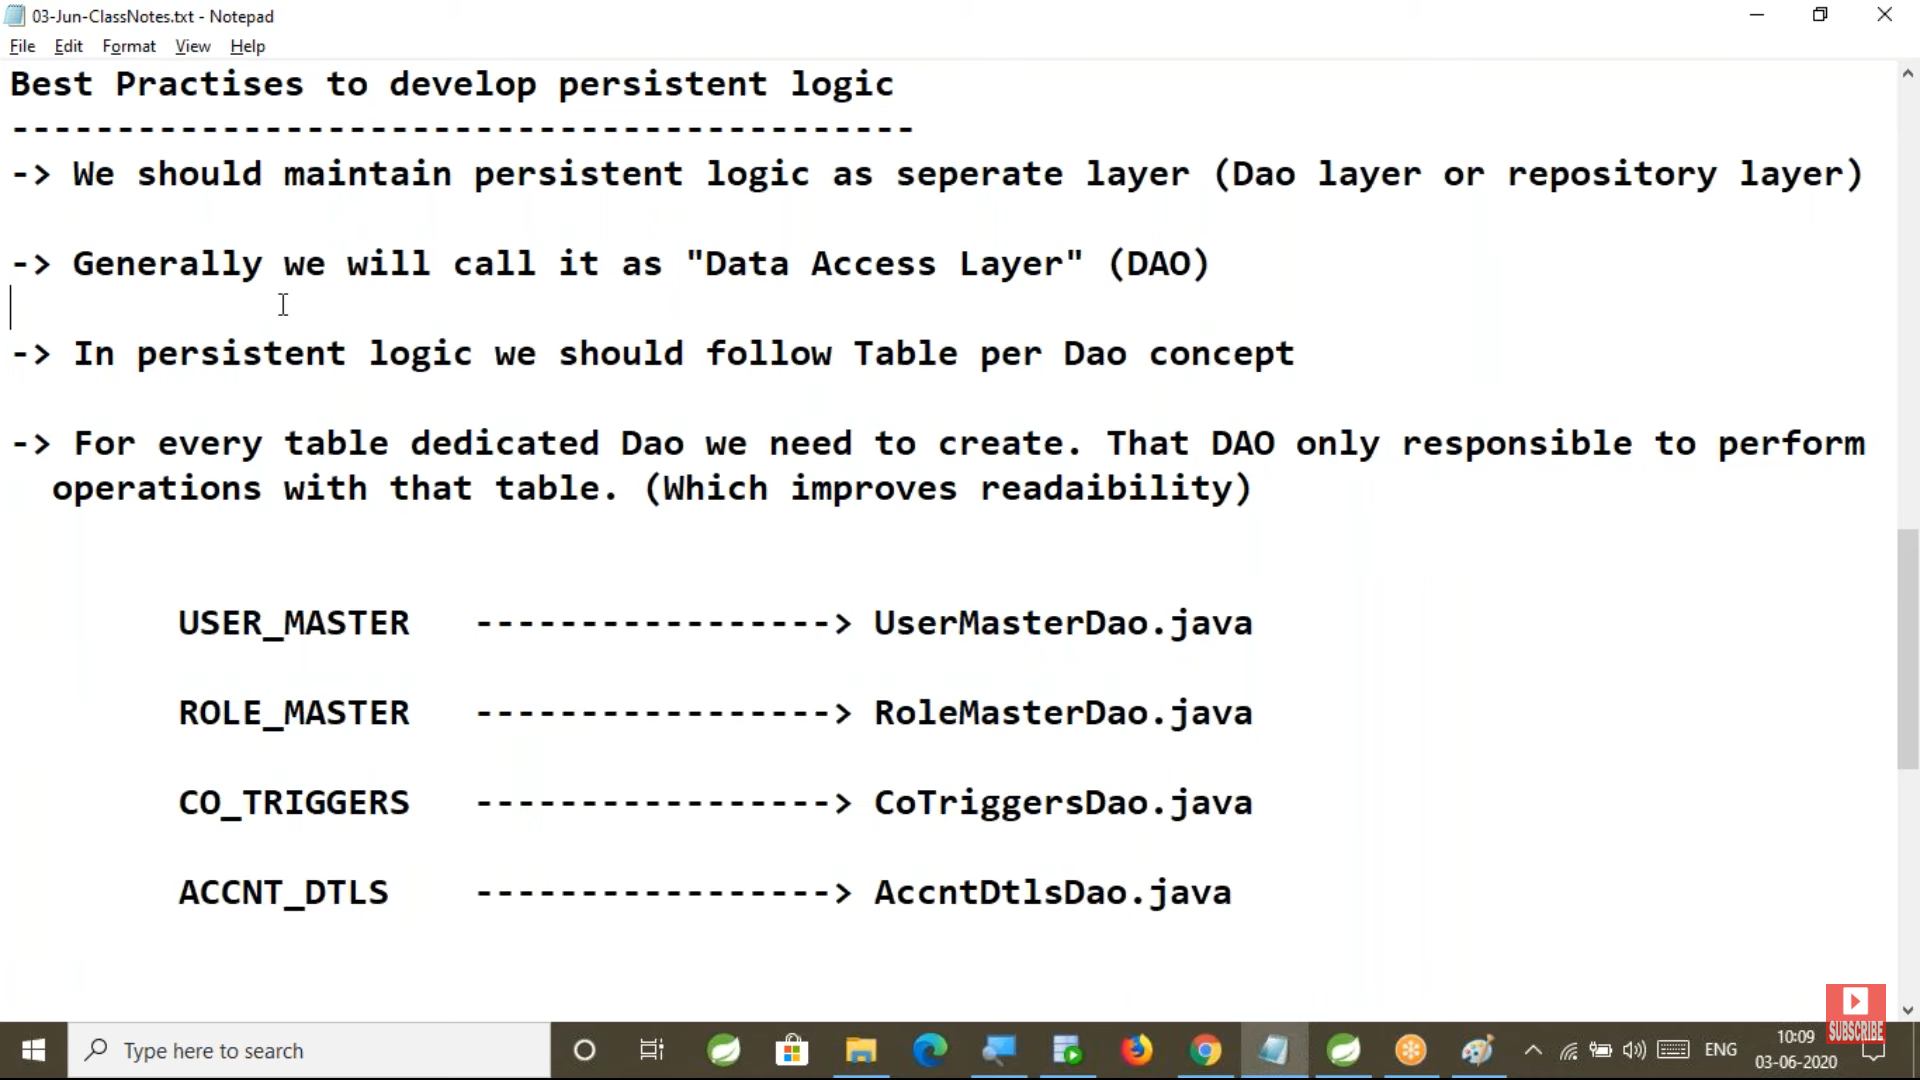 03-Jun-ClassNotes.txt - Notepad
File Edit Format View Help
Best Practises to develop persistent logic
-------------------------------------------
-> We should maintain persistent logic as seperate layer (Dao layer or repository layer)
-> Generally we will call it as "Data Access Layer" (DAO)
-> In persistent logic we should follow Table per Dao concept
-> For every table dedicated Dao we need to create. That DAO only responsible to perform
operations with that table. (Which improves readaibility)
USER_MASTER -----------------> UserMasterDao.java
ROLE_MASTER -----------------> RoleMasterDao.java
CO_TRIGGERS -----------------> CoTriggersDao.java
ACCNT_DTLS -----------------> AccntDtlsDao.java
SUBSCRIBE
Type here to search
ENG
10:09
03-06-2020